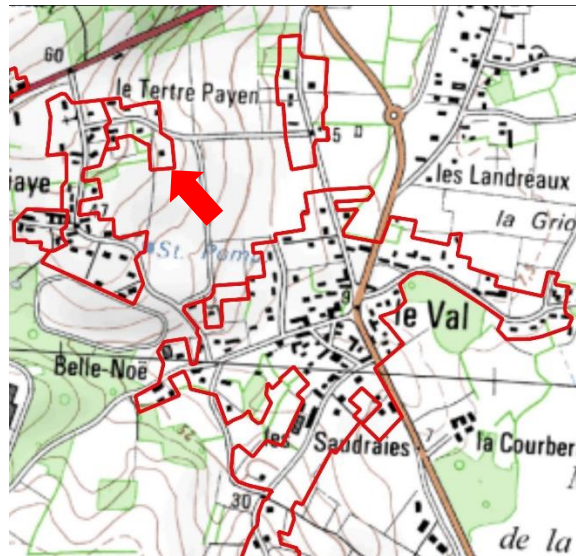 60
le Tertre Payen
5
les Landreaux
la Grio
aye
47
St. Pom
le Val
Belle-Noë
25
les
Saudraies
la Courber
30
de la